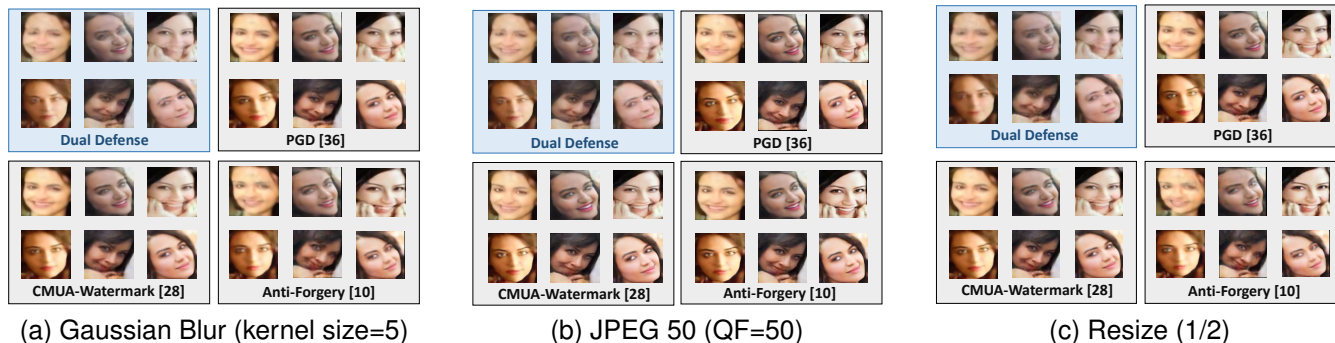 Dual Defense
PGD [36]
CMUA-Watermark [28]
Anti-Forgery [10]
(a) Gaussian Blur (kernel size=5)
Dual Defense
PGD [36]
CMUA-Watermark [28]
Anti-Forgery [10]
(b) JPEG 50 (QF=50)
Dual Defense
PGD [36]
CMUA-Watermark [28]
Anti-Forgery [10]
(c) Resize (1/2)